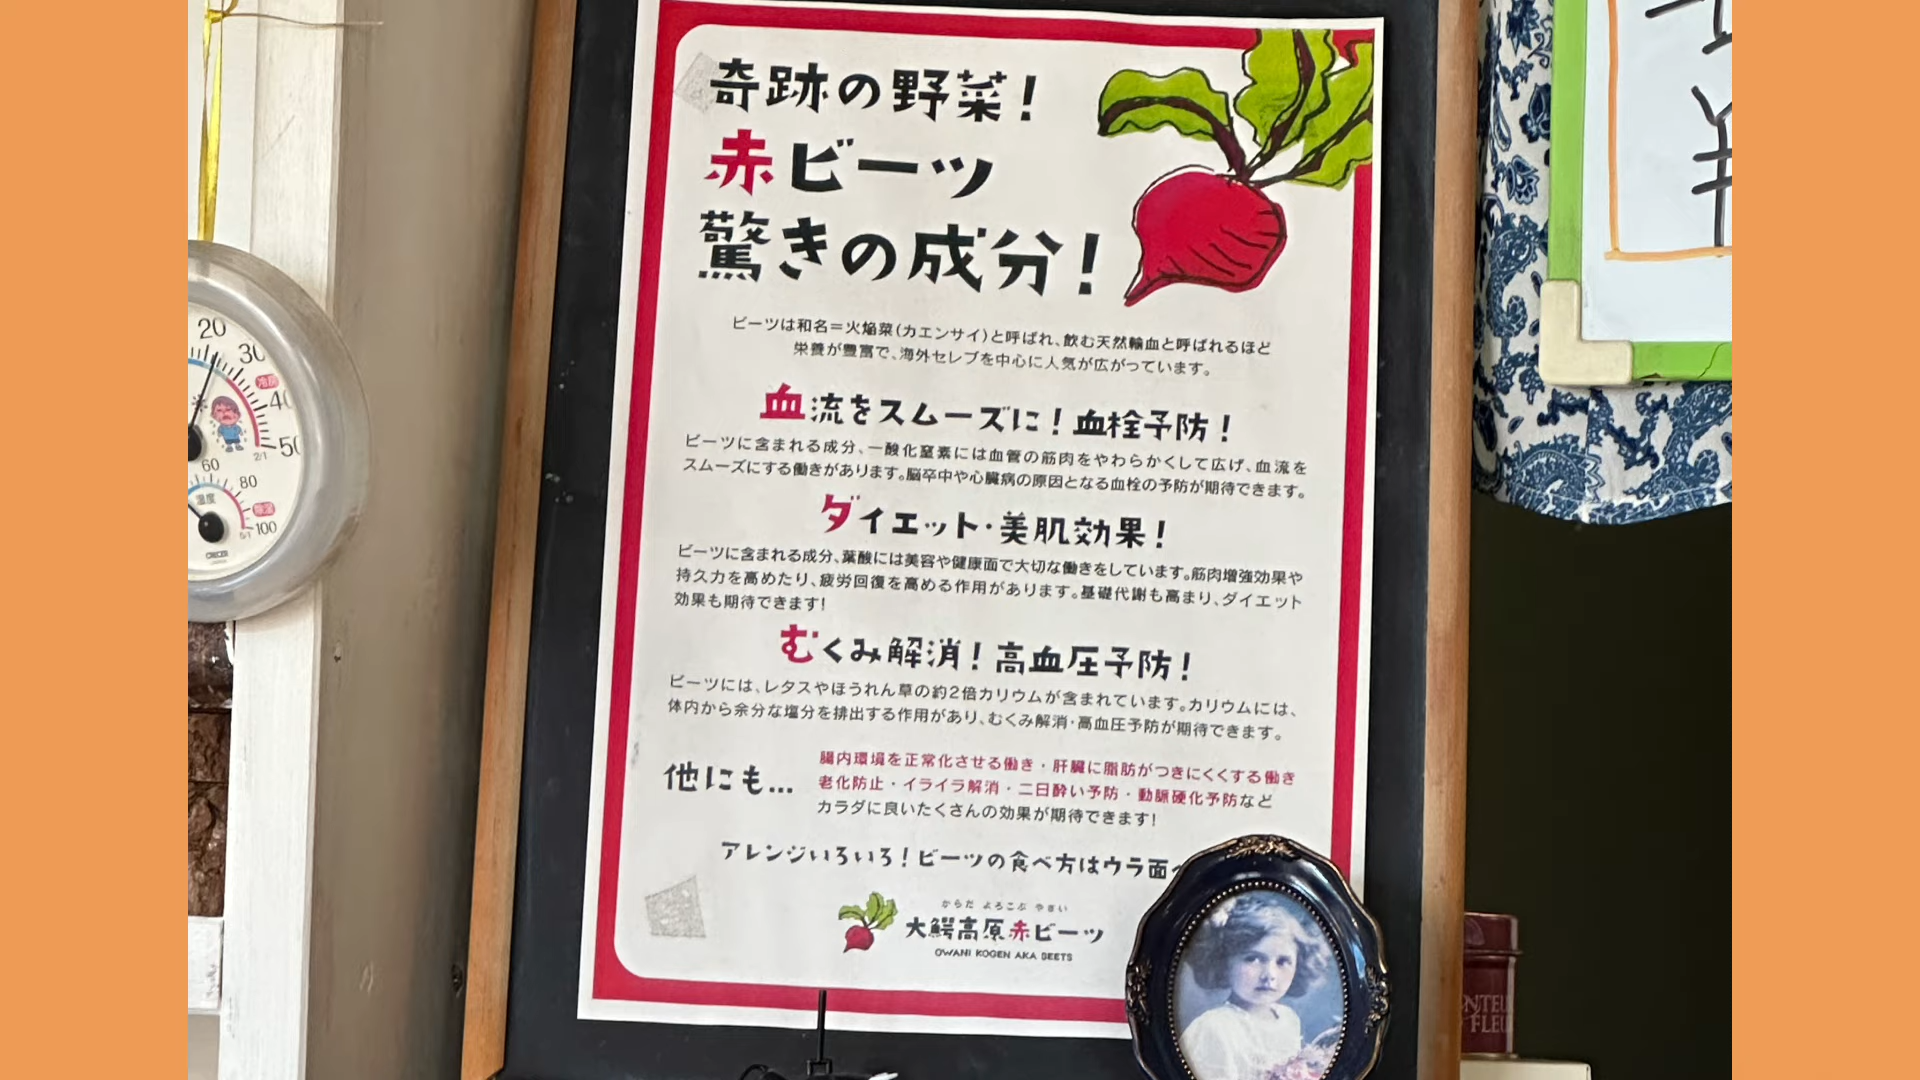 奇跡の野菜!
赤ビーツ
驚きの成分!
ビーツは和名=火焔菜(カエンサイ)と呼ばれ、飲む天然輸血と呼ばれるほど
栄養が豊富で、海外セレブを中心に人気が広がっています。
血流をスムーズに!血栓予防!
ビーツに含まれる成分、一酸化窒素には血管の筋肉をやわらかくして広げ、血流を
スムーズにする働きがあります。脳卒中や心臓病の原因となる血栓の予防が期待できます。
ダイエット・美肌効果!
ビーツに含まれる成分、葉酸には美容や健康面で大切な働きをしています。筋肉増強効果や
持久力を高めたり、疲労回復を高める作用があります。基礎代謝も高まり、ダイエット
効果も期待できます!
むくみ解消!高血圧予防!
ビーツには、レタスやほうれん草の約2倍カリウムが含まれています。カリウムには、
体内から余分な塩分を排出する作用があり、むくみ解消・高血圧予防が期待できます。
他にも…
腸内環境を正常化させる働き・肝臓に脂肪がつきにくくする働き
老化防止・イライラ解消・二日酔い予防・動脈硬化予防など
カラダに良いたくさんの効果が期待できます!
アレンジいろいろ!ビーツの食べ方はウラ面
からだ よろこぶ やさい
大鰐高原赤ビーツ
OWANI KOGEN AKA BEETS
20
30
40
50
60
80
100
湿度
¥